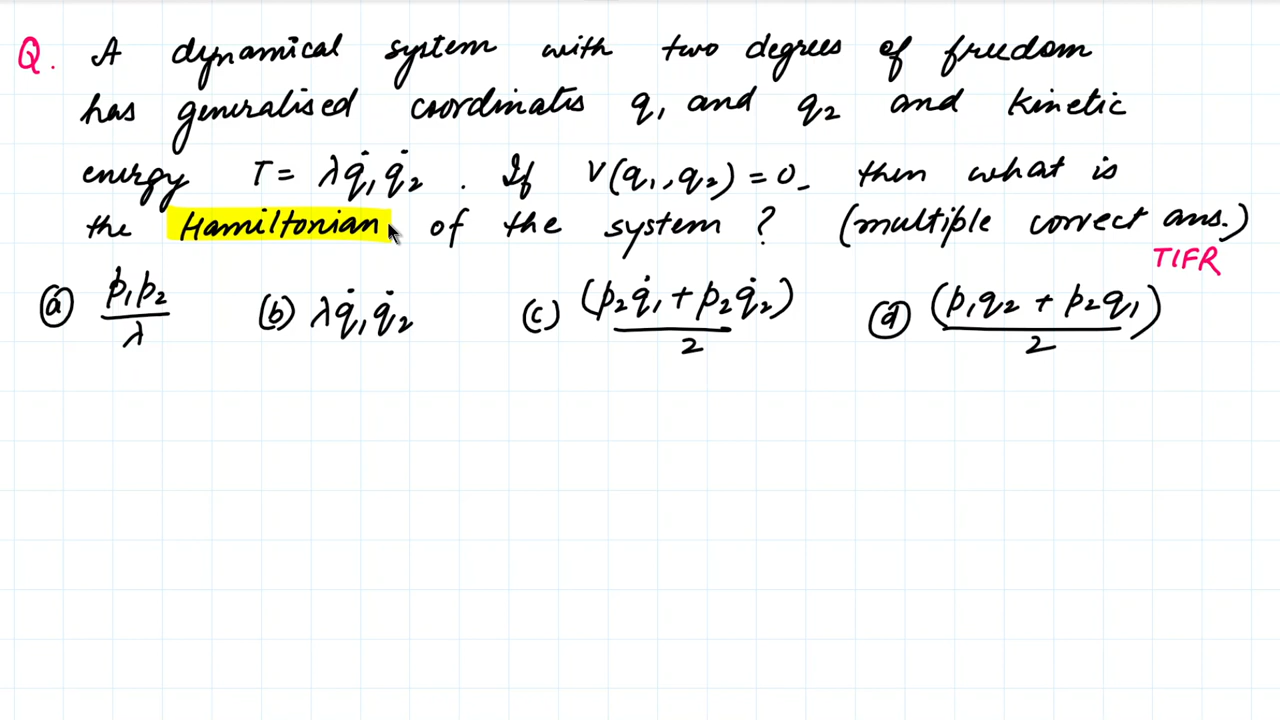 Q. A dynamical system with two degrees of freedom
has generalised coordinates q₁ and q₂ and kinetic
energy T = λq̇₁q̇₂ . If V(q₁,q₂) = 0 then what is
the Hamiltonian of the system ? (multiple correct ans.)
TIFR
(a) p₁p₂/λ (b) λq̇₁q̇₂ (c) (p₂q̇₁ + p₂q̇₂)/2 (d) (p₁q₂ + p₂q₁)/2